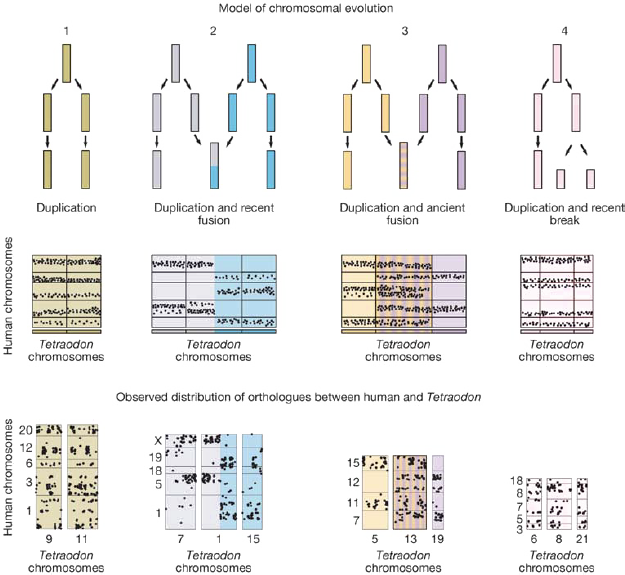 Model of chromosomal evolution
1 2 3 4
Duplication
Duplication and recent
fusion
Duplication and ancient
fusion
Duplication and recent
break
Human chromosomes
Tetraodon
chromosomes
Tetraodon
chromosomes
Tetraodon
chromosomes
Tetraodon
chromosomes
Observed distribution of orthologues between human and Tetraodon
Human chromosomes
20
12
6
3
1
9 11
Tetraodon
chromosomes
X
19
18
5
1
7 1 15
Tetraodon
chromosomes
15
12
11
7
5 13 19
Tetraodon
chromosomes
18
8
7
5
3
6 8 21
Tetraodon
chromosomes